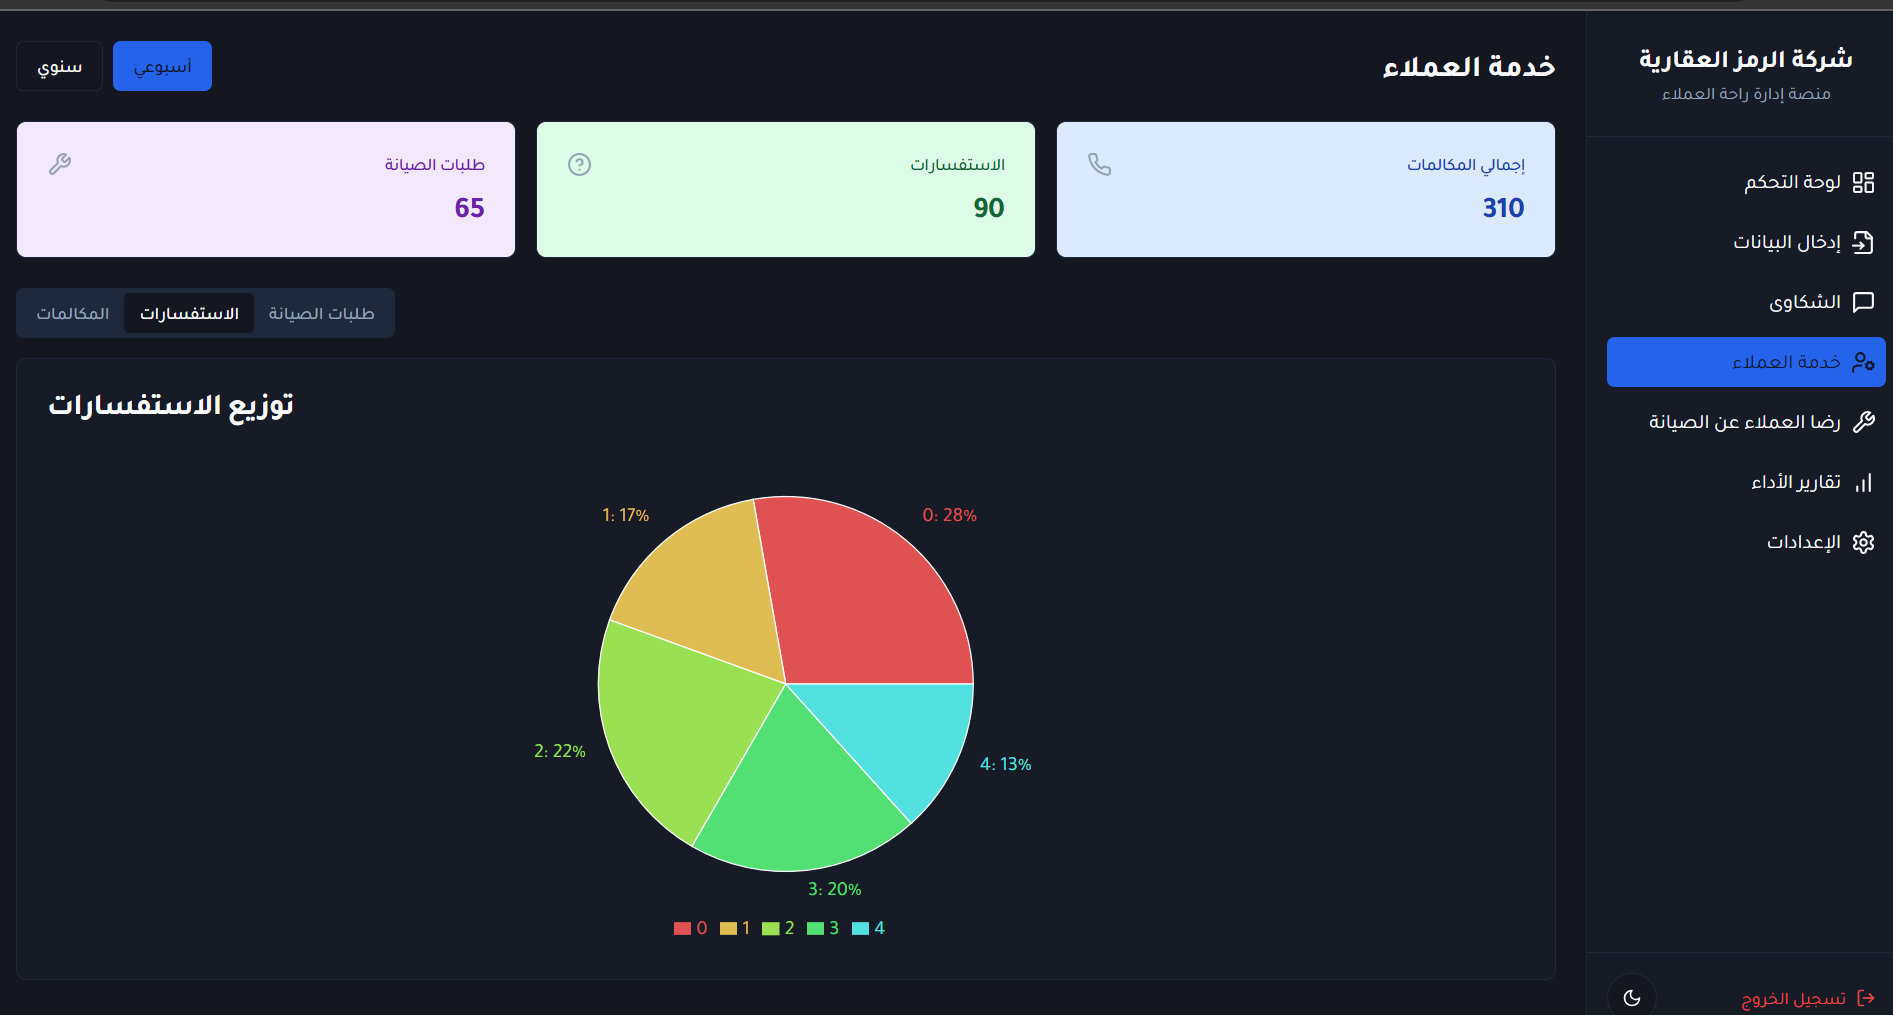 شركة الرمز العقارية
منصة إدارة راحة العملاء
لوحة التحكم
إدخال البيانات
الشكاوى
خدمة العملاء
رضا العملاء عن الصيانة
تقارير الأداء
الإعدادات
تسجيل الخروج
خدمة العملاء
أسبوعي
سنوي
إجمالي المكالمات
310
الاستفسارات
90
طلبات الصيانة
65
طلبات الصيانة
الاستفسارات
المكالمات
توزيع الاستفسارات
0: 28%
1: 17%
2: 22%
3: 20%
4: 13%
0 1 2 3 4